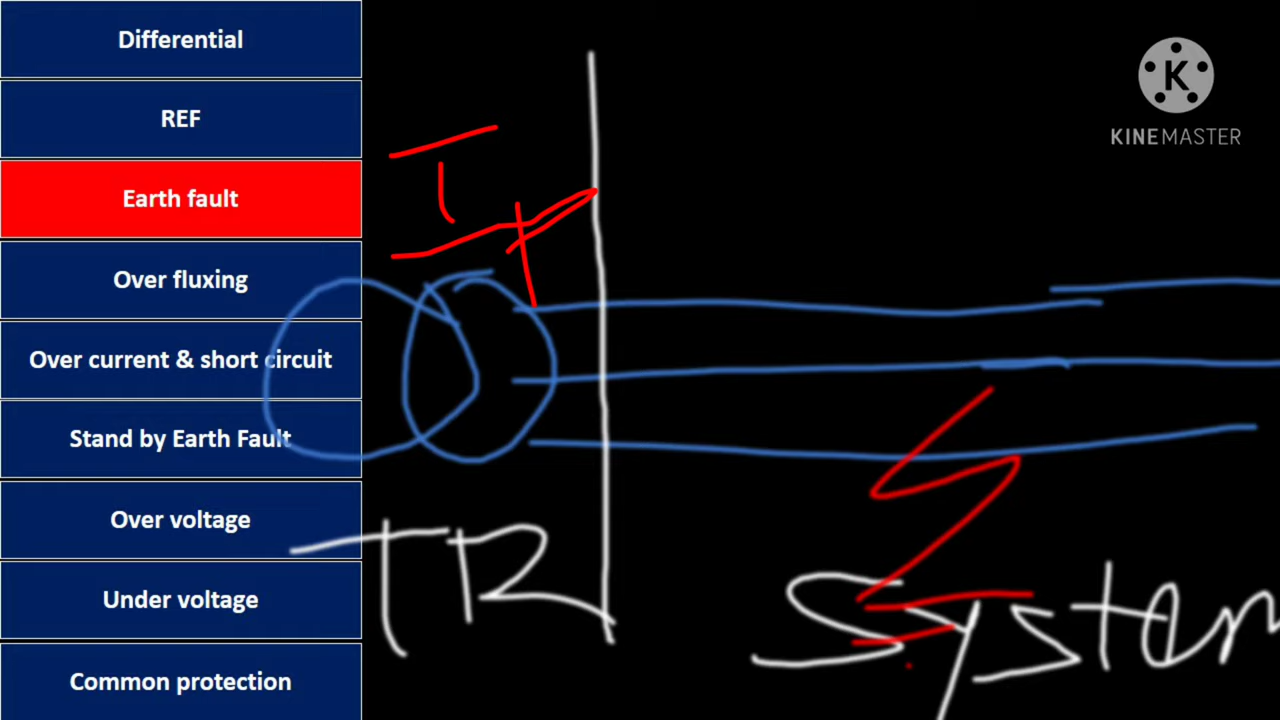 Differential
REF
Earth fault
Over fluxing
Over current & short circuit
Stand by Earth Fault
Over voltage
Under voltage
Common protection
KINEMASTER
TR
System